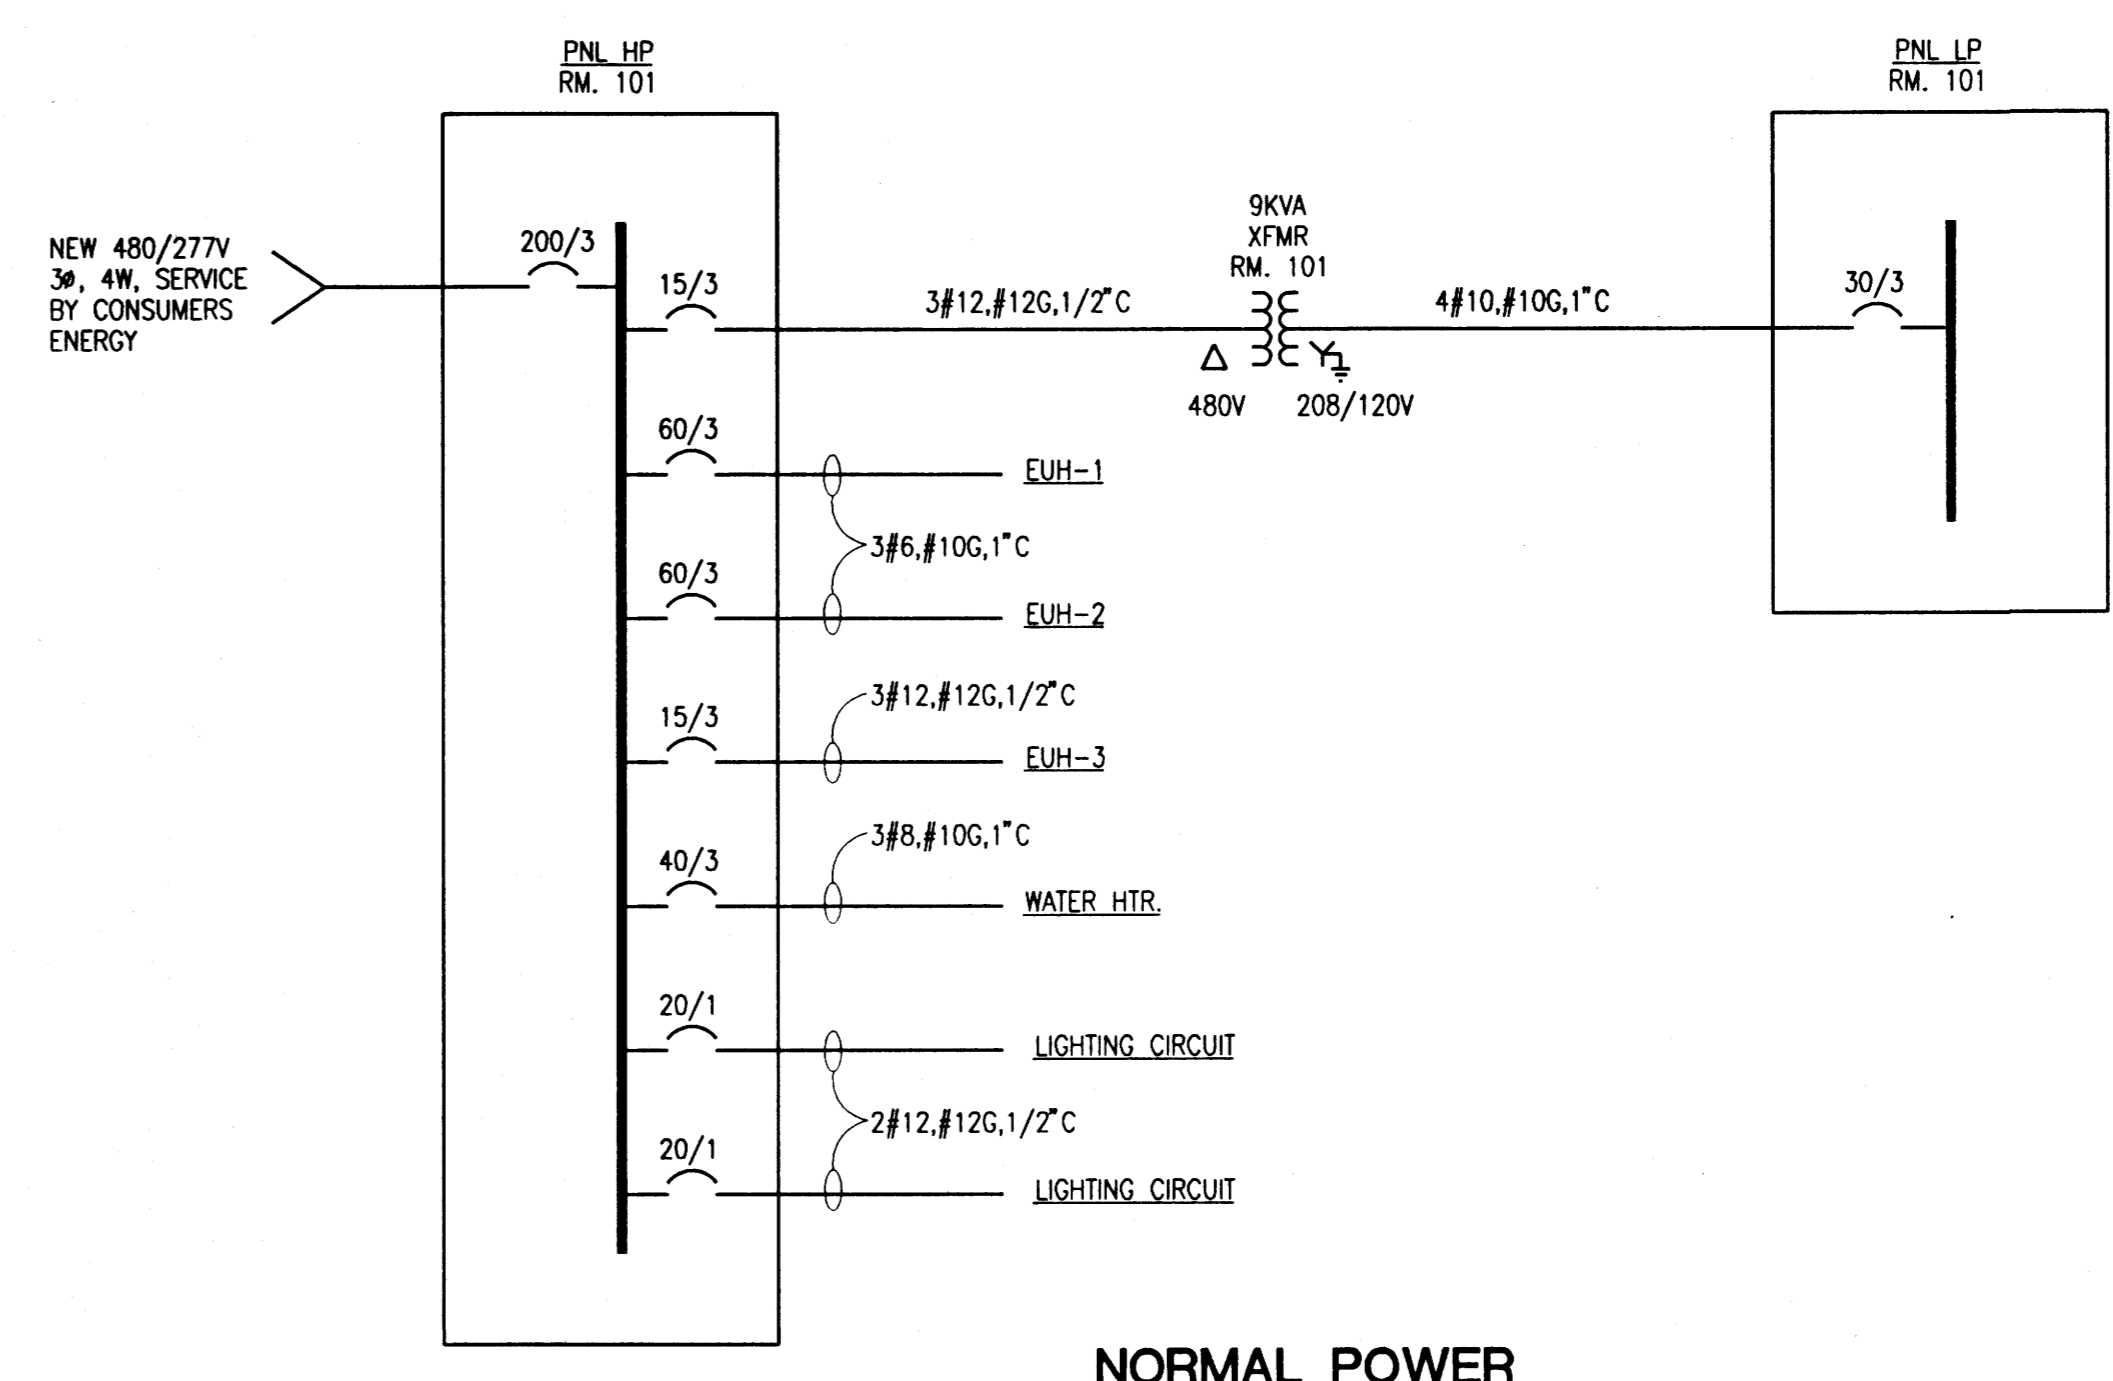 PNL HP
RM. 101
PNL LP
RM. 101
NEW 480/277V
3ø, 4W, SERVICE
BY CONSUMERS
ENERGY
200/3
15/3
3#12,#12G,1/2"C
9KVA
XFMR
RM. 101
4#10,#10G,1"C
30/3
Δ
480V
208/120V
60/3
EUH-1
3#6,#10G,1"C
60/3
EUH-2
3#12,#12G,1/2"C
15/3
EUH-3
3#8,#10G,1"C
40/3
WATER HTR.
20/1
LIGHTING CIRCUIT
2#12,#12G,1/2"C
20/1
LIGHTING CIRCUIT
NORMAL POWER